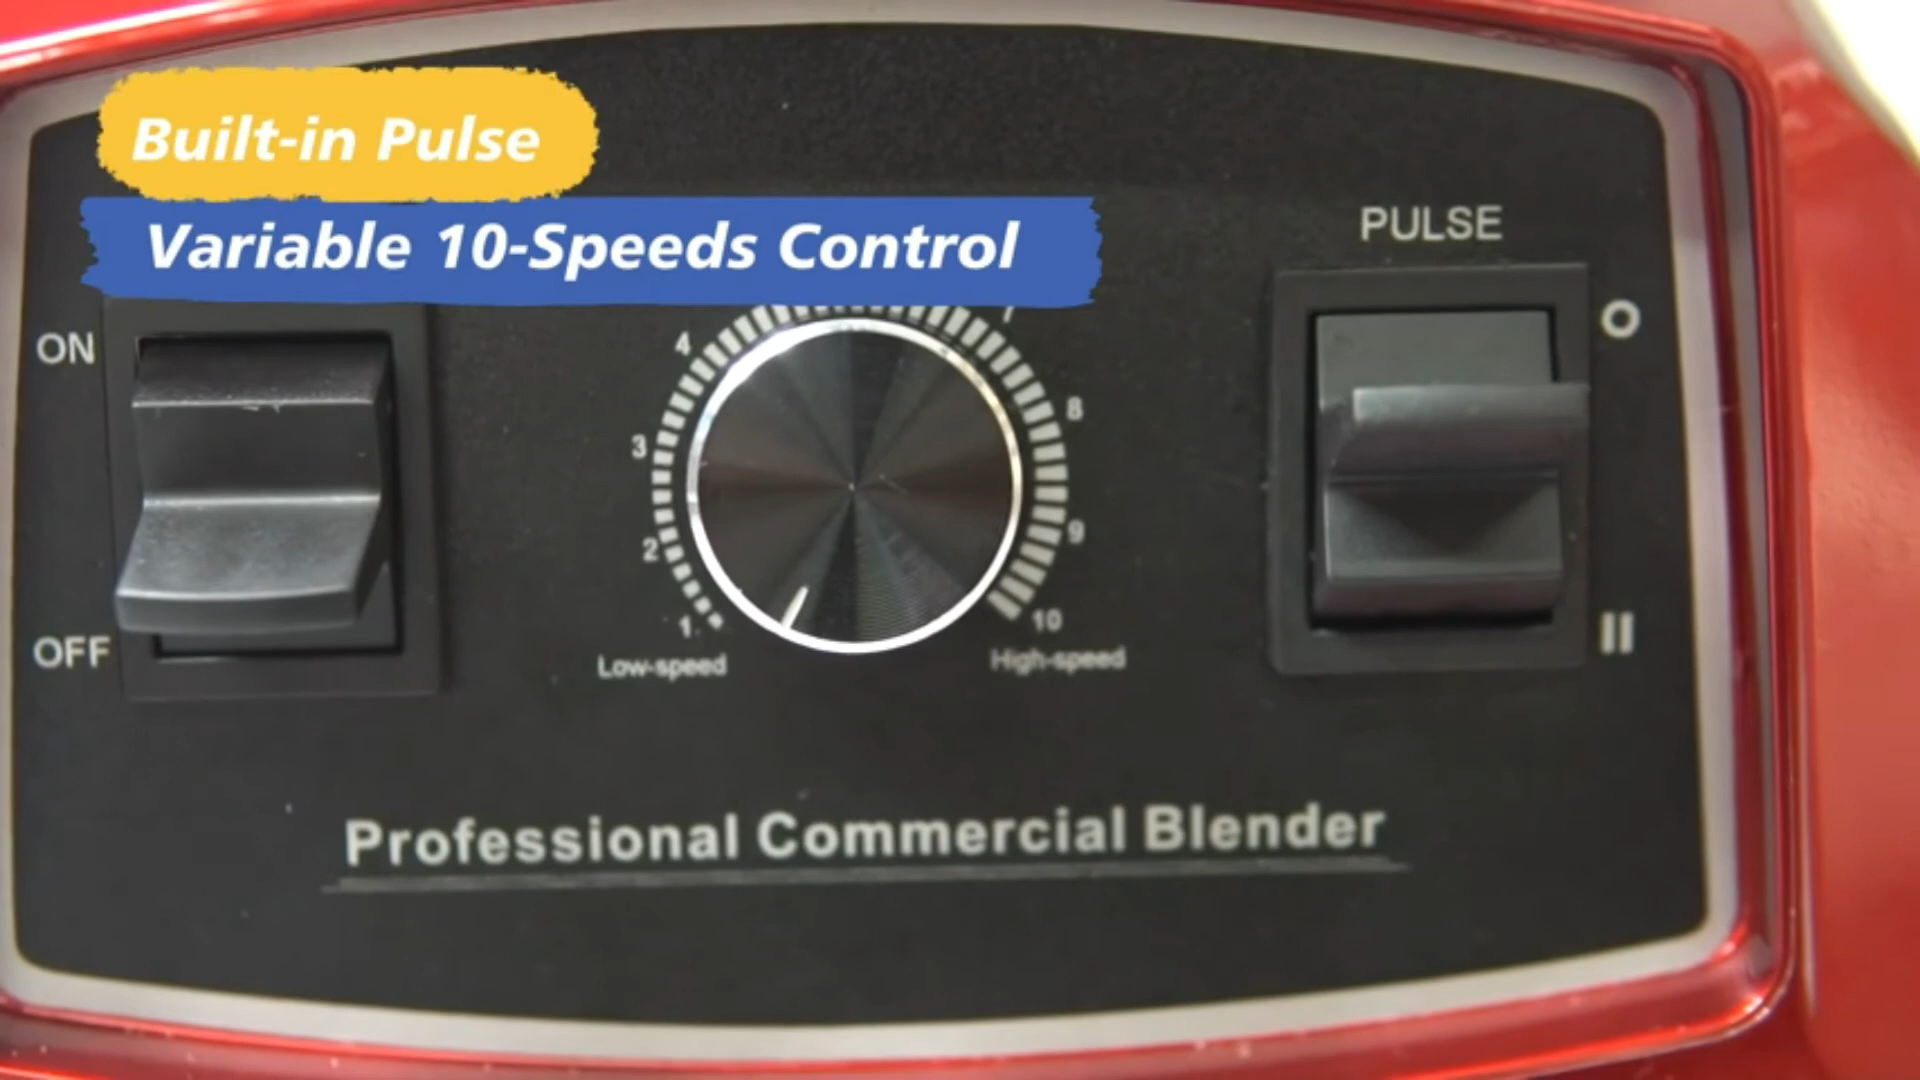 Built-in Pulse
Variable 10-Speeds Control
PULSE
ON
OFF
4
3
2
1
7
8
9
10
Low-speed
High-speed
Professional Commercial Blender